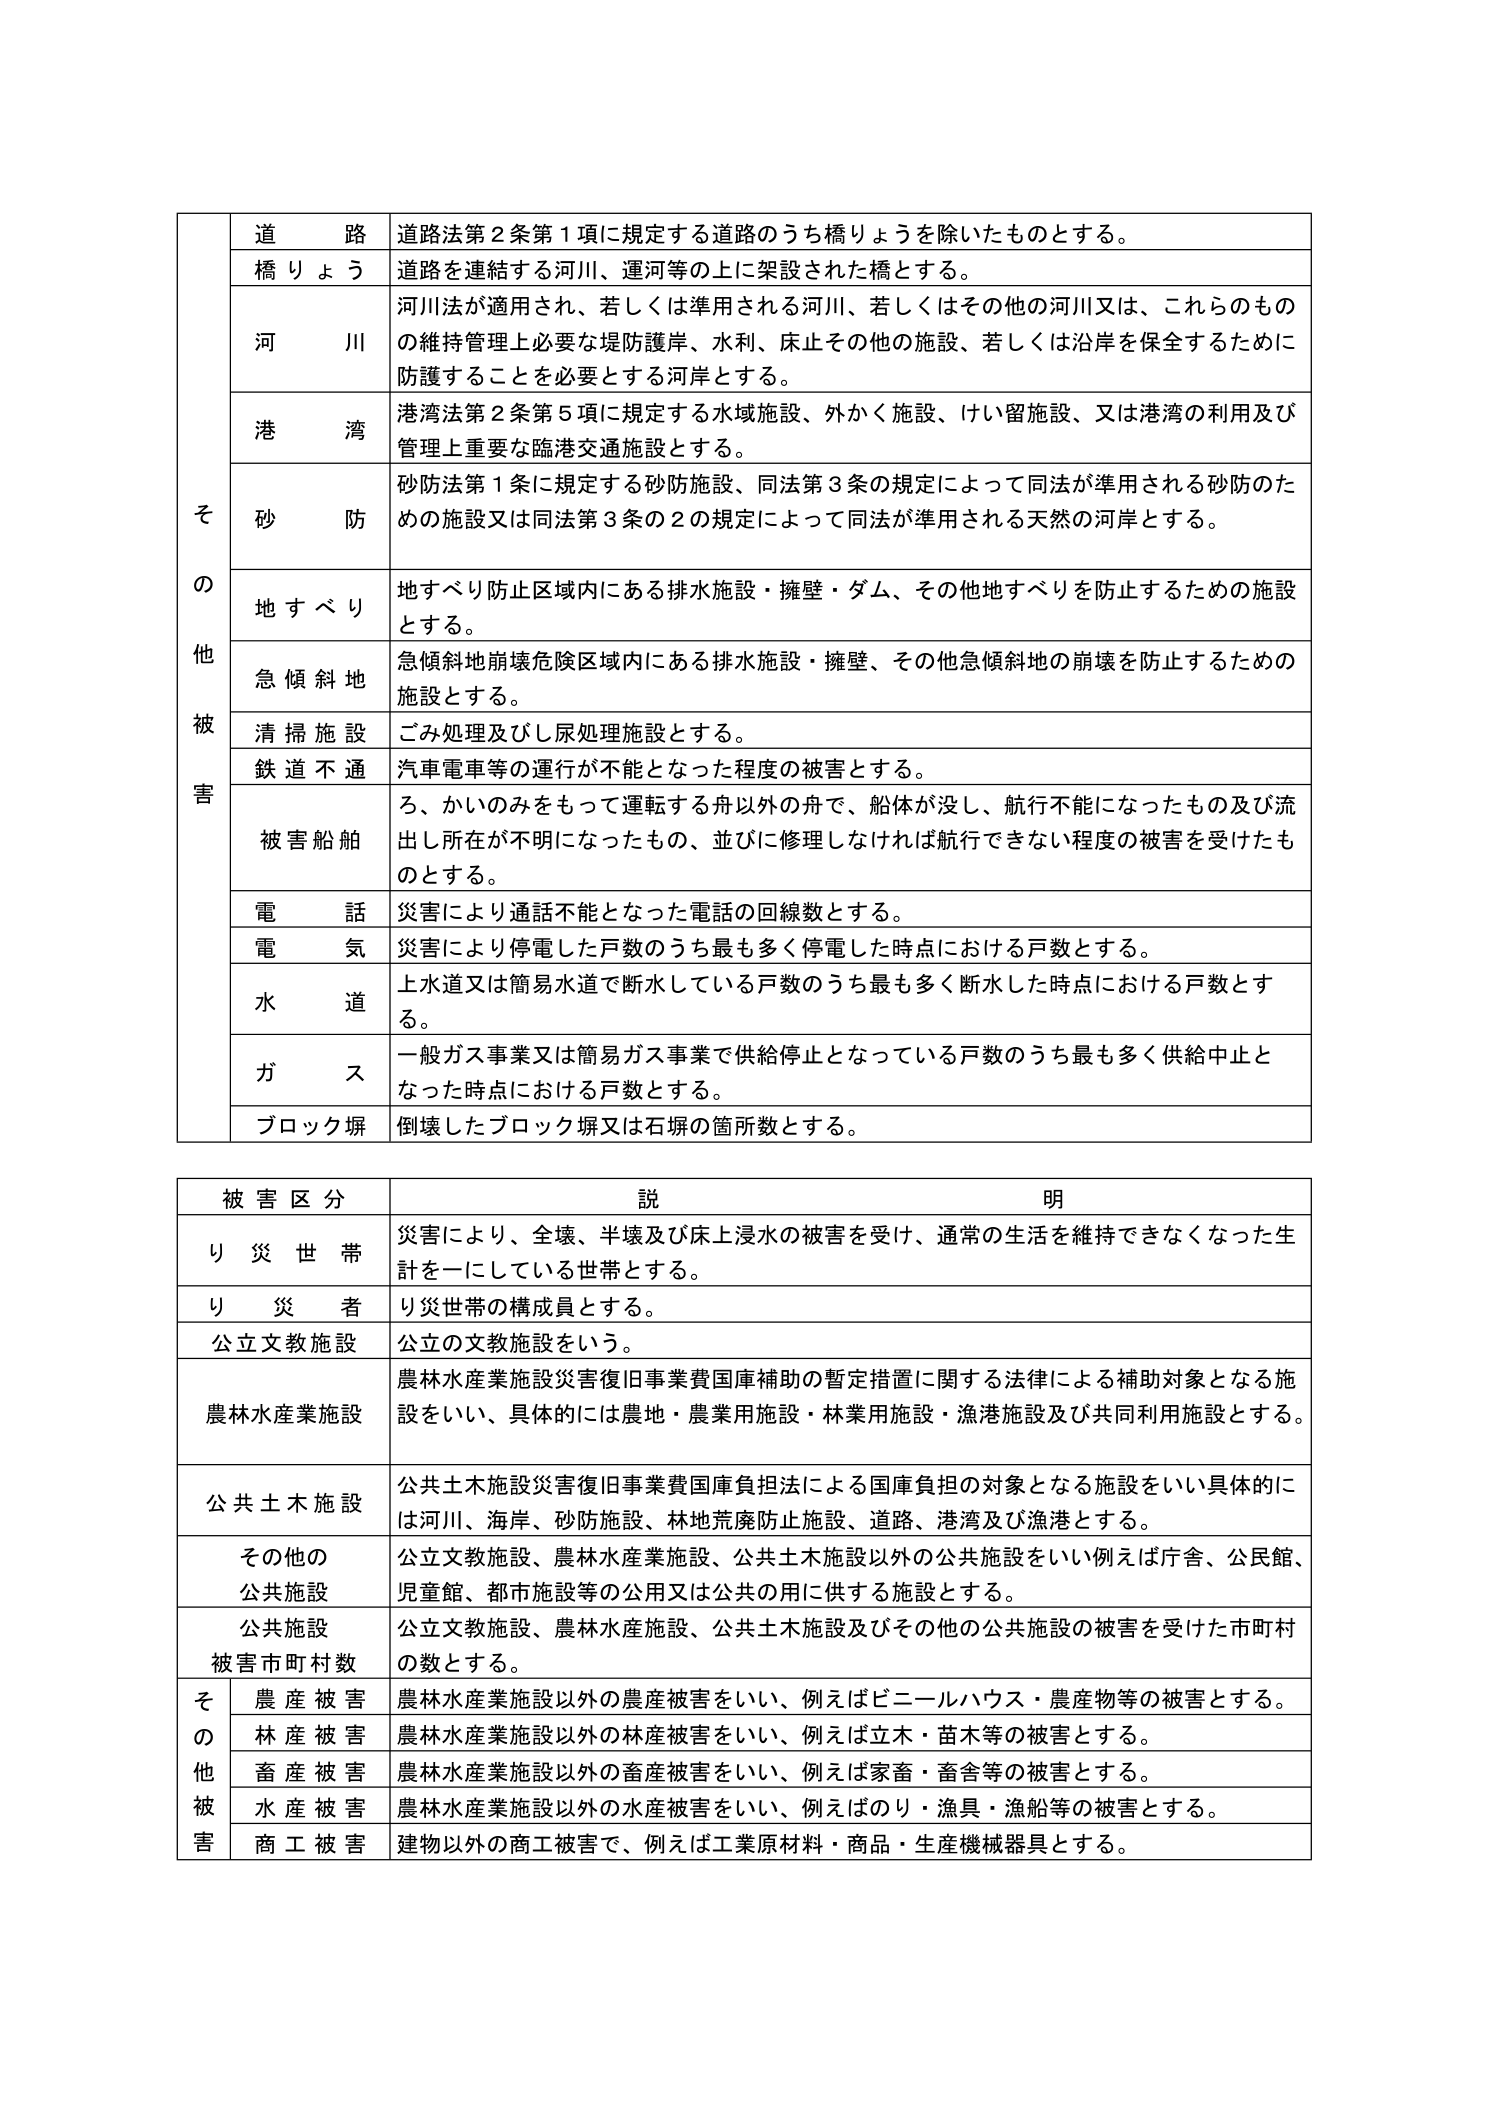 その他被害
道路 道路法第２条第１項に規定する道路のうち橋りょうを除いたものとする。
橋りょう 道路を連結する河川、運河等の上に架設された橋とする。
河川 河川法が適用され、若しくは準用される河川、若しくはその他の河川又は、これらのもの
の維持管理上必要な堤防護岸、水利、床止その他の施設、若しくは沿岸を保全するために
防護することを必要とする河岸とする。
港湾 港湾法第２条第５項に規定する水域施設、外かく施設、けい留施設、又は港湾の利用及び
管理上重要な臨港交通施設とする。
砂防 砂防法第１条に規定する砂防施設、同法第３条の規定によって同法が準用される砂防のた
めの施設又は同法第３条の２の規定によって同法が準用される天然の河岸とする。
地すべり 地すべり防止区域内にある排水施設・擁壁・ダム、その他地すべりを防止するための施設
とする。
急傾斜地 急傾斜地崩壊危険区域内にある排水施設・擁壁、その他急傾斜地の崩壊を防止するための
施設とする。
清掃施設 ごみ処理及びし尿処理施設とする。
鉄道不通 汽車電車等の運行が不能となった程度の被害とする。
被害船舶 ろ、かいのみをもって運転する舟以外の舟で、船体が没し、航行不能になったもの及び流
出し所在が不明になったもの、並びに修理しなければ航行できない程度の被害を受けたも
のとする。
電話 災害により通話不能となった電話の回線数とする。
電気 災害により停電した戸数のうち最も多く停電した時点における戸数とする。
水道 上水道又は簡易水道で断水している戸数のうち最も多く断水した時点における戸数とす
る。
ガス 一般ガス事業又は簡易ガス事業で供給停止となっている戸数のうち最も多く供給中止と
なった時点における戸数とする。
ブロック塀 倒壊したブロック塀又は石塀の箇所数とする。
被害区分 説明
り災世帯 災害により、全壊、半壊及び床上浸水の被害を受け、通常の生活を維持できなくなった生
計を一にしている世帯とする。
り災者 り災世帯の構成員とする。
公立文教施設 公立の文教施設をいう。
農林水産業施設 農林水産業施設災害復旧事業費国庫補助の暫定措置に関する法律による補助対象となる施
設をいい、具体的には農地・農業用施設・林業用施設・漁港施設及び共同利用施設とする。
公共土木施設 公共土木施設災害復旧事業費国庫負担法による国庫負担の対象となる施設をいい具体的に
は河川、海岸、砂防施設、林地荒廃防止施設、道路、港湾及び漁港とする。
その他の 公立文教施設、農林水産業施設、公共土木施設以外の公共施設をいい例えば庁舎、公民館、
公共施設 児童館、都市施設等の公用又は公共の用に供する施設とする。
公共施設 公立文教施設、農林水産施設、公共土木施設及びその他の公共施設の被害を受けた市町村
被害市町村数 の数とする。
その他被害
農産被害 農林水産業施設以外の農産被害をいい、例えばビニールハウス・農産物等の被害とする。
林産被害 農林水産業施設以外の林産被害をいい、例えば立木・苗木等の被害とする。
畜産被害 農林水産業施設以外の畜産被害をいい、例えば家畜・畜舎等の被害とする。
水産被害 農林水産業施設以外の水産被害をいい、例えばのり・漁具・漁船等の被害とする。
商工被害 建物以外の商工被害で、例えば工業原材料・商品・生産機械器具とする。